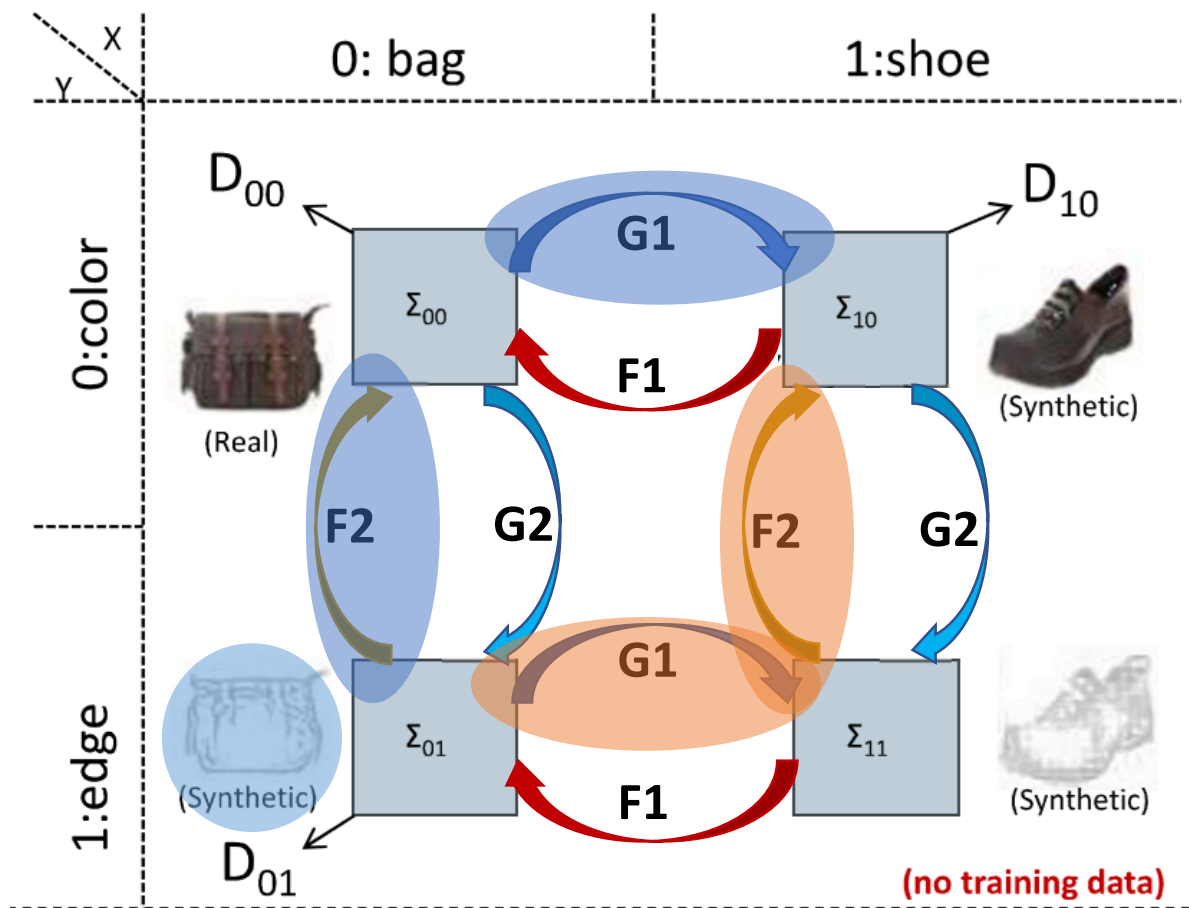 X
Y
0: bag
1:shoe
0:color
1:edge
D₀₀
D₁₀
G1
Σ₀₀
Σ₁₀
F1
(Real)
(Synthetic)
F2
G2
F2
G2
G1
Σ₀₁
Σ₁₁
(Synthetic)
(Synthetic)
F1
D₀₁
(no training data)